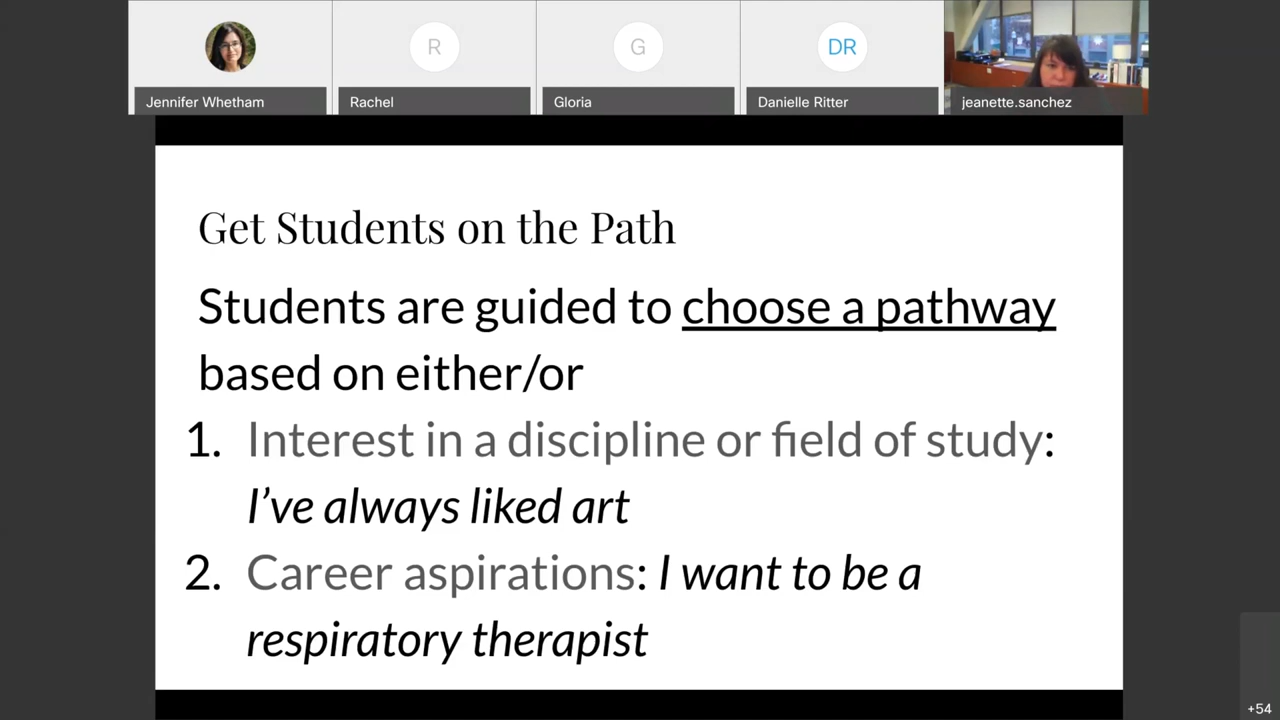 R
G
DR
Jennifer Whetham
Rachel
Gloria
Danielle Ritter
jeanette.sanchez
Get Students on the Path
Students are guided to choose a pathway
based on either/or
1. Interest in a discipline or field of study:
I’ve always liked art
2. Career aspirations: I want to be a
respiratory therapist
+54